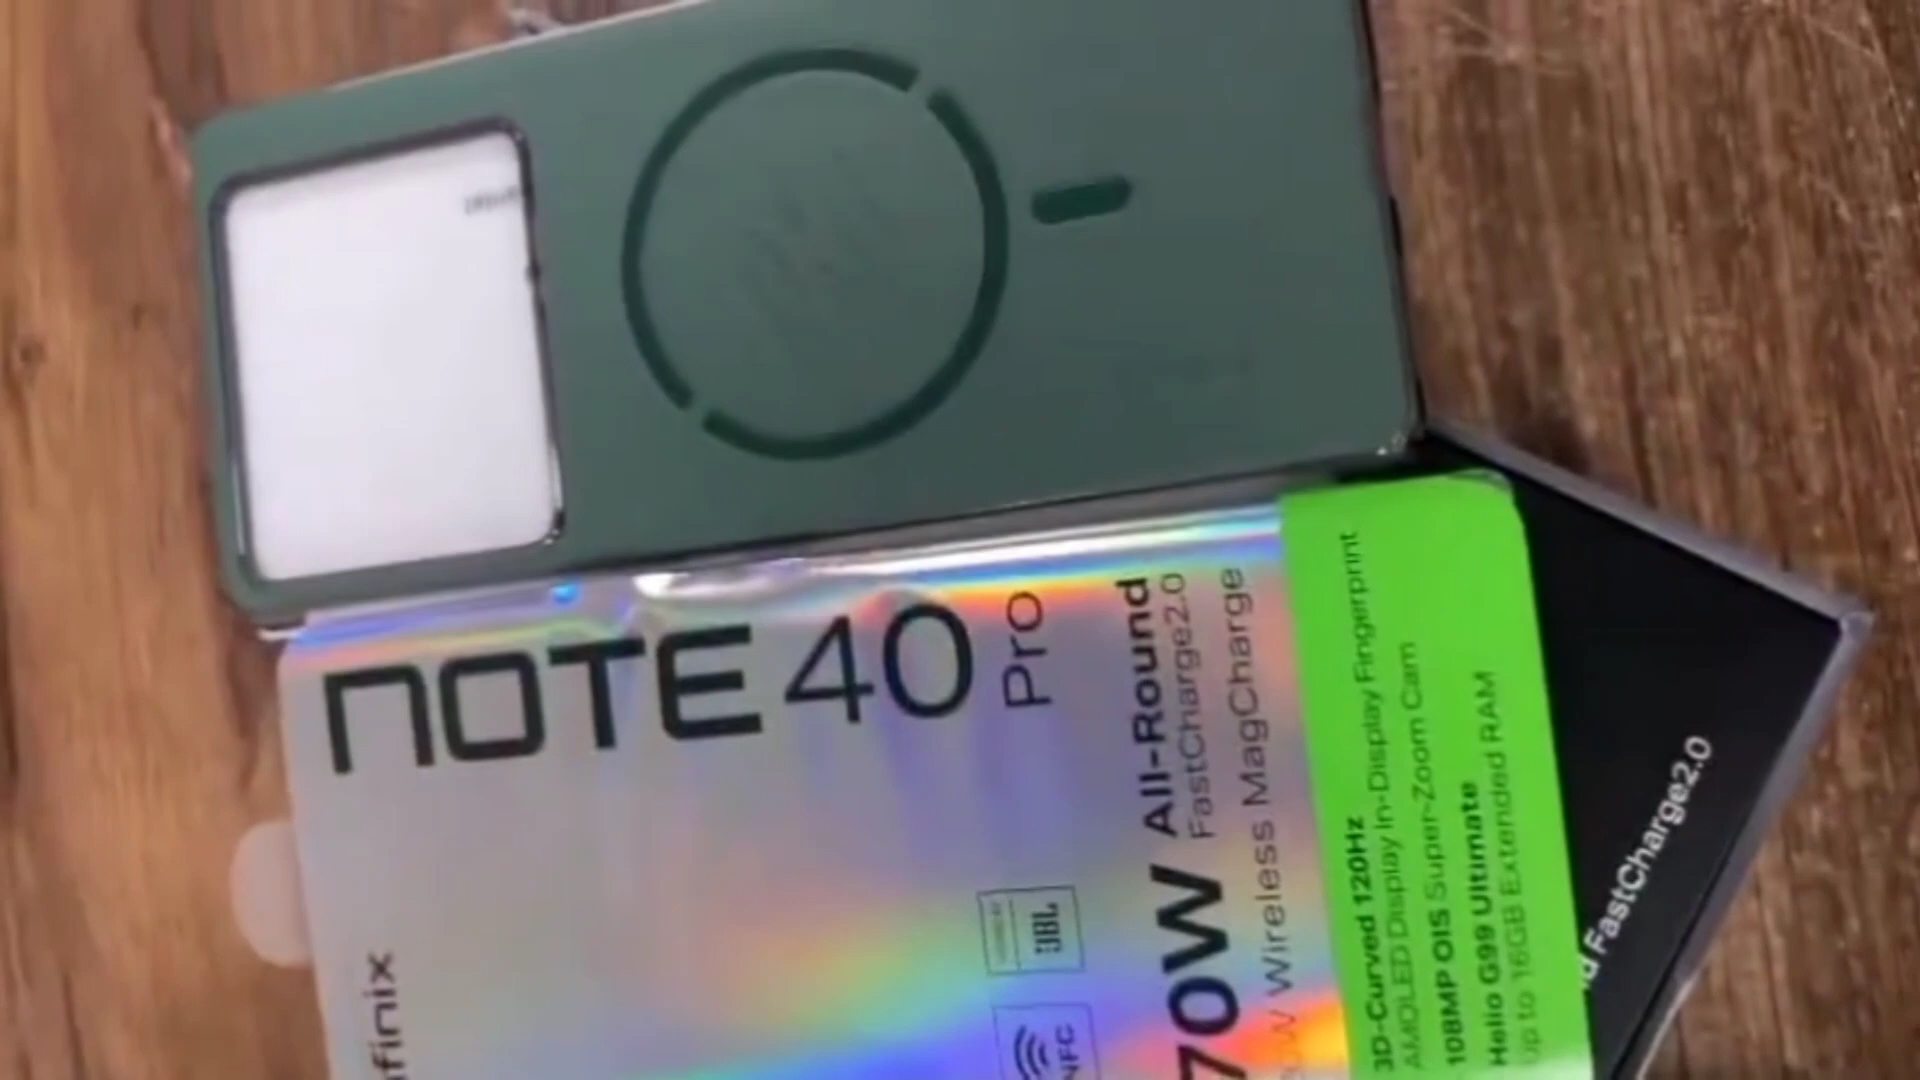 NOTE 40 Pro
finix
JBL
NFC
70W All-Round
FastCharge2.0
Wireless MagCharge
3D-Curved 120Hz
AMOLED Display In-Display Fingerprint
108MP OIS Super-Zoom Cam
Helio G99 Ultimate
Up to 16GB Extended RAM
FastCharge2.0